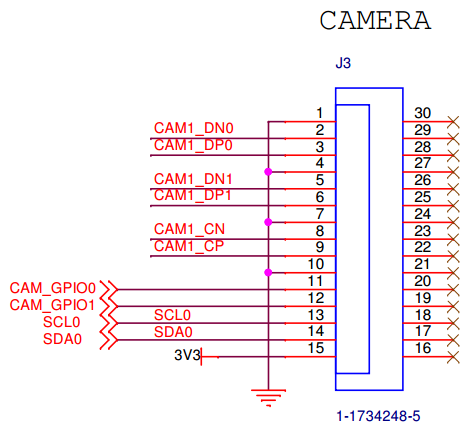 CAMERA
J3
1 30
CAM1_DN0 2 29
CAM1_DP0 3 28
4 27
CAM1_DN1 5 26
CAM1_DP1 6 25
7 24
CAM1_CN 8 23
CAM1_CP 9 22
10 21
CAM_GPIO0 11 20
CAM_GPIO1 12 19
SCL0 SCL0 13 18
SDA0 SDA0 14 17
3V3 15 16
1-1734248-5